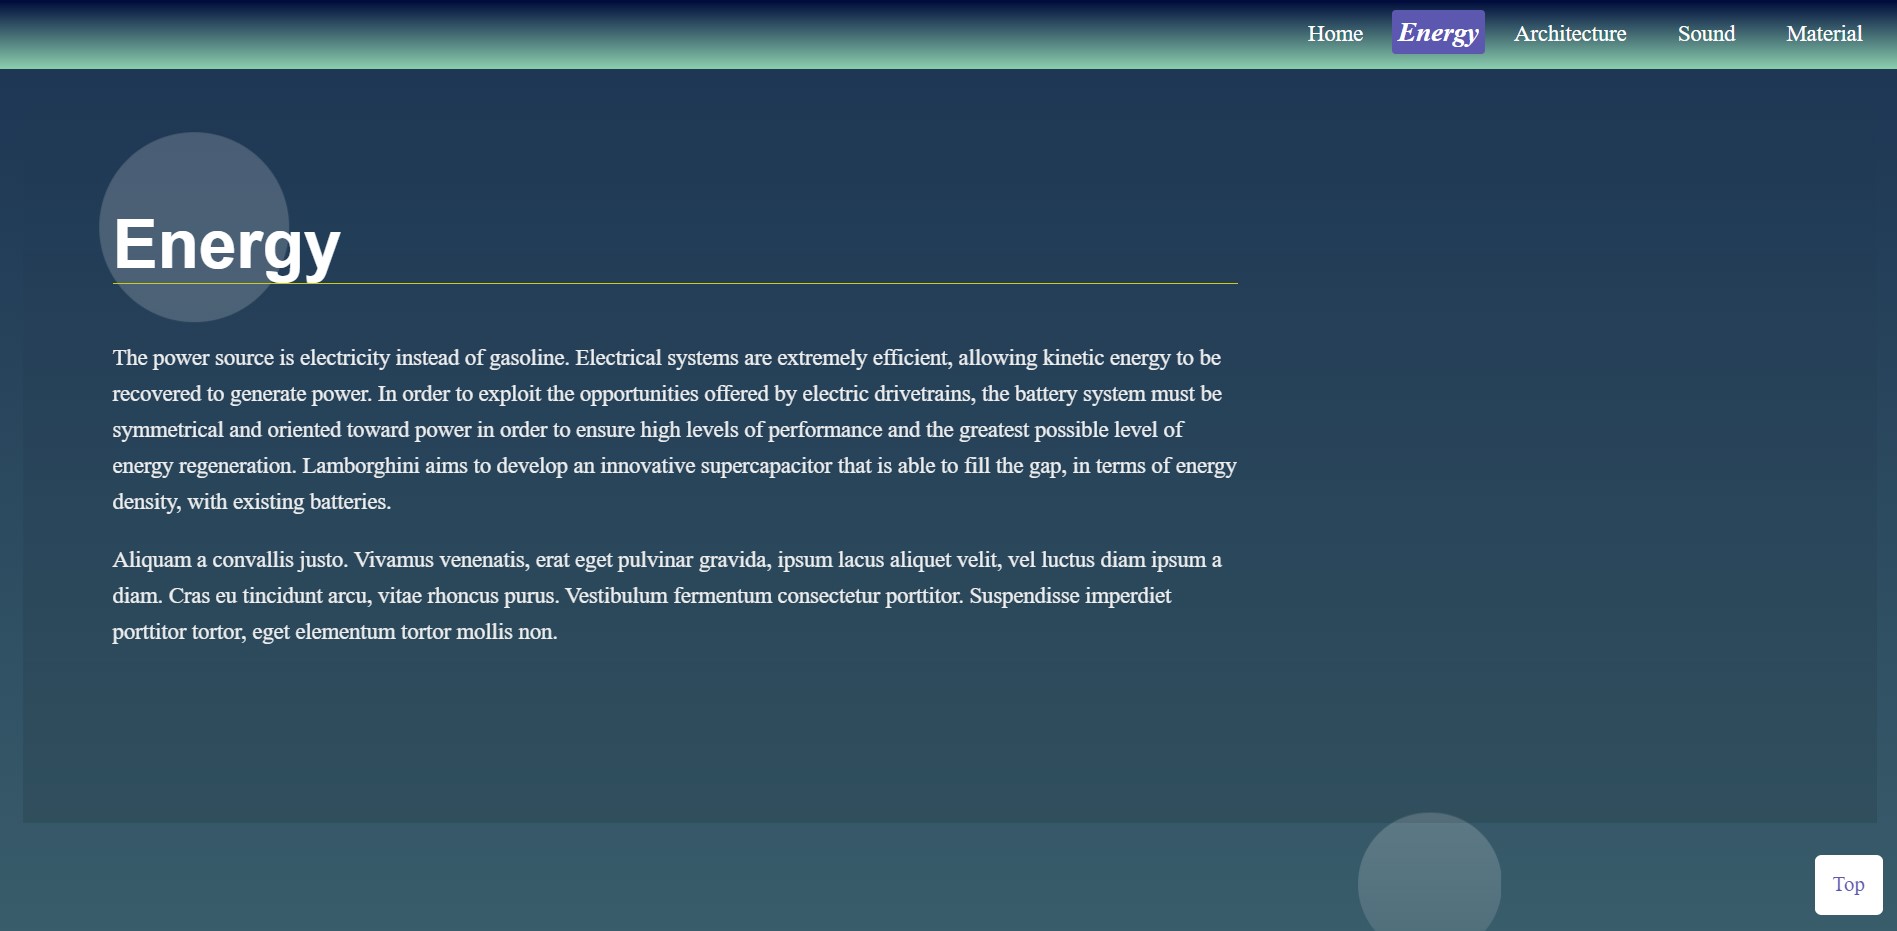 Home Energy Architecture Sound Material
Energy
The power source is electricity instead of gasoline. Electrical systems are extremely efficient, allowing kinetic energy to be
recovered to generate power. In order to exploit the opportunities offered by electric drivetrains, the battery system must be
symmetrical and oriented toward power in order to ensure high levels of performance and the greatest possible level of
energy regeneration. Lamborghini aims to develop an innovative supercapacitor that is able to fill the gap, in terms of energy
density, with existing batteries.
Aliquam a convallis justo. Vivamus venenatis, erat eget pulvinar gravida, ipsum lacus aliquet velit, vel luctus diam ipsum a
diam. Cras eu tincidunt arcu, vitae rhoncus purus. Vestibulum fermentum consectetur porttitor. Suspendisse imperdiet
porttitor tortor, eget elementum tortor mollis non.
Top